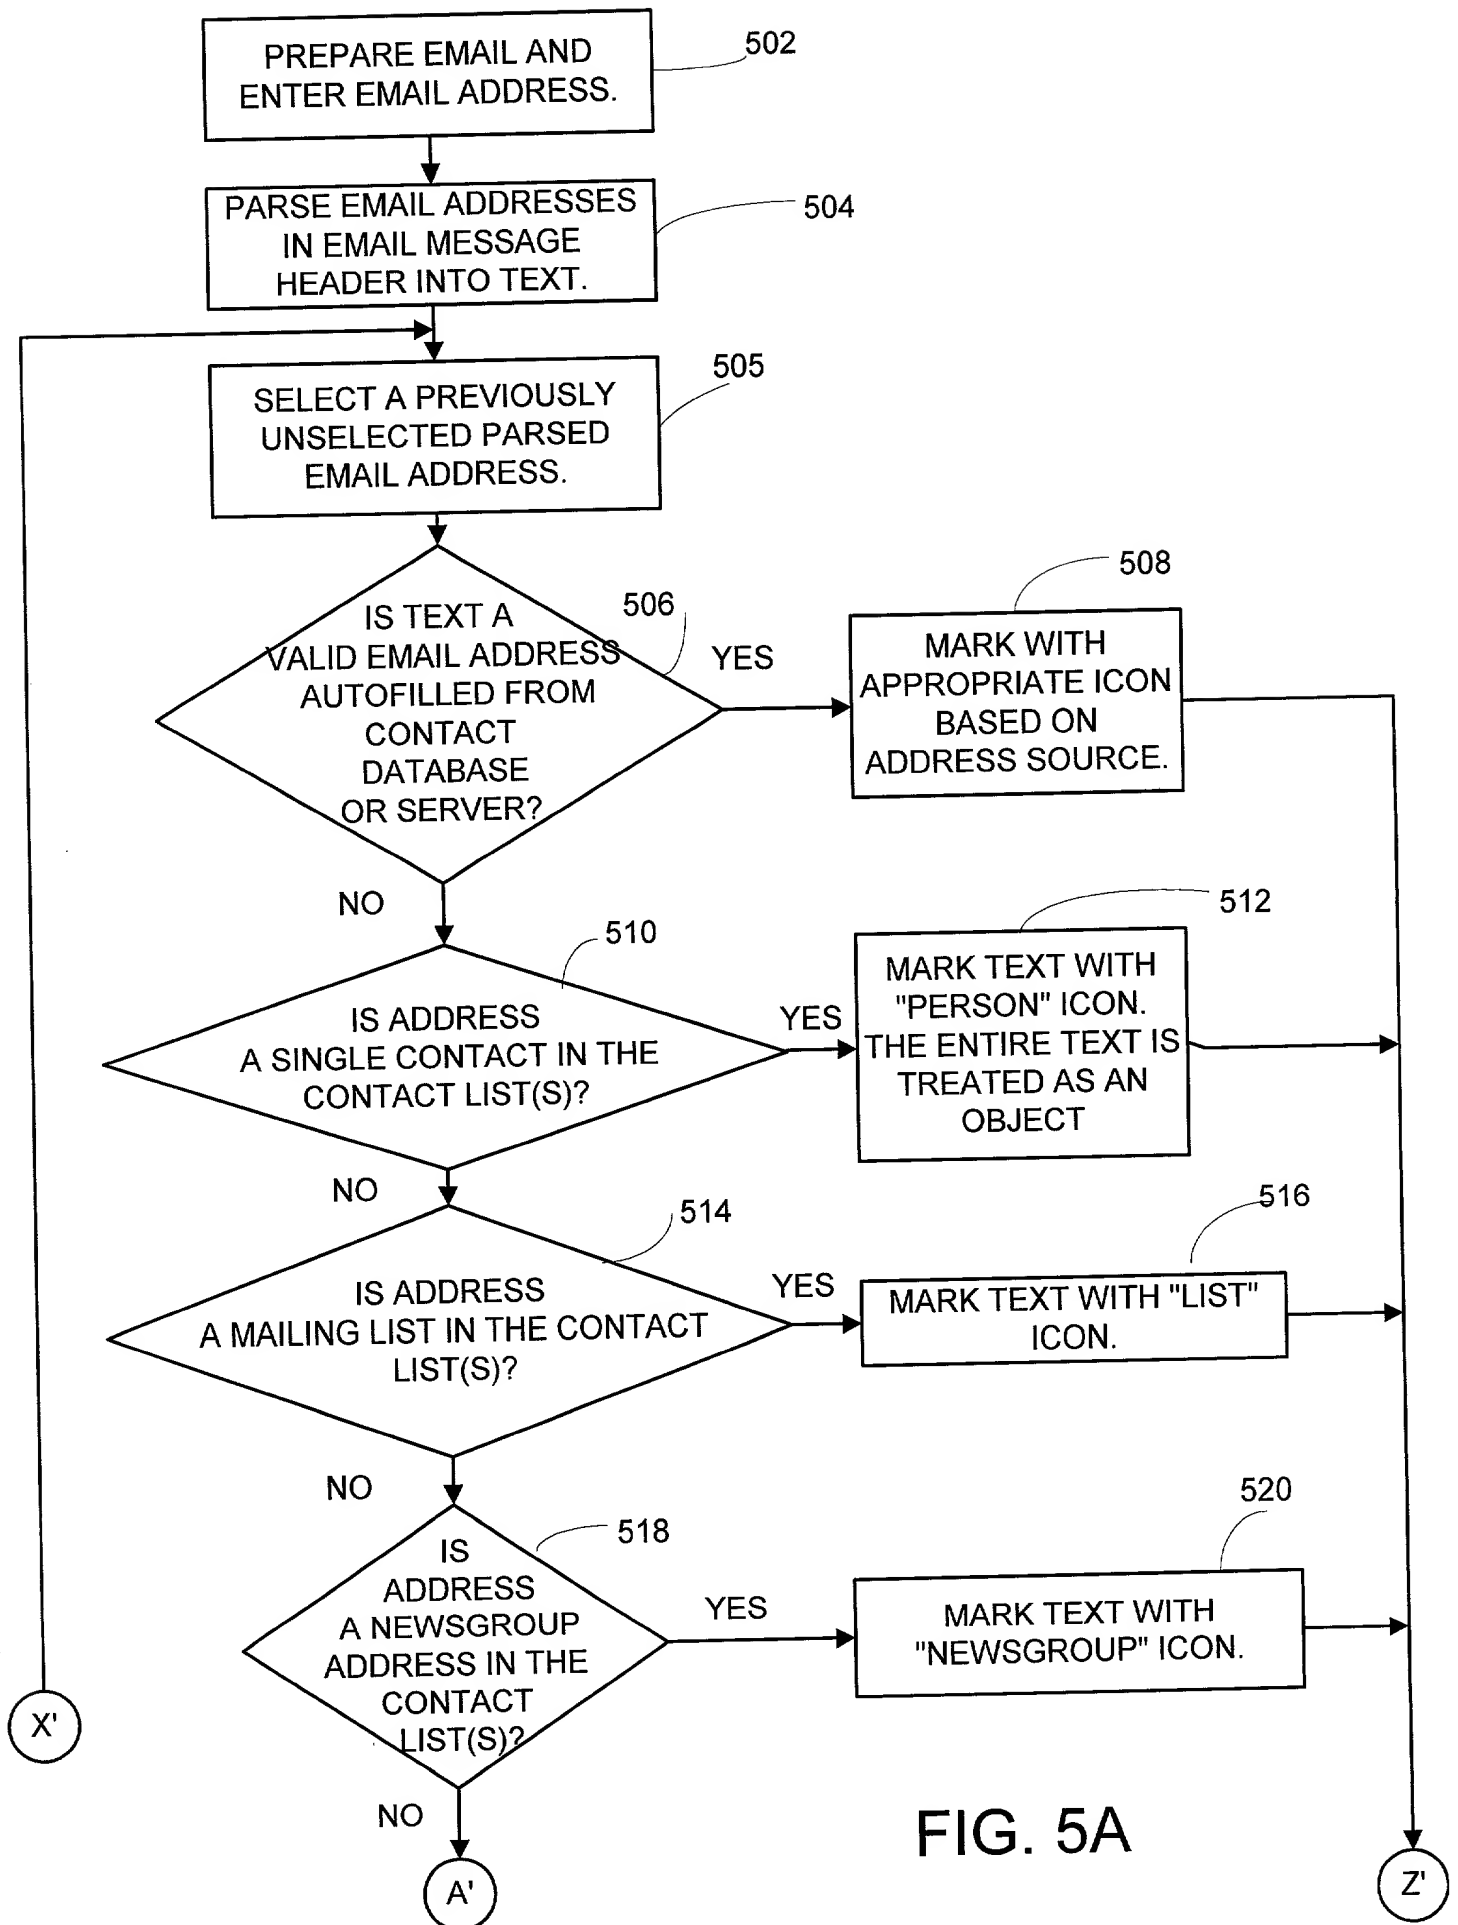 PREPARE EMAIL AND
ENTER EMAIL ADDRESS.
502
PARSE EMAIL ADDRESSES
IN EMAIL MESSAGE
HEADER INTO TEXT.
504
SELECT A PREVIOUSLY
UNSELECTED PARSED
EMAIL ADDRESS.
505
IS TEXT A
VALID EMAIL ADDRESS
AUTOFILLED FROM
CONTACT
DATABASE
OR SERVER?
506
YES
MARK WITH
APPROPRIATE ICON
BASED ON
ADDRESS SOURCE.
508
NO
IS ADDRESS
A SINGLE CONTACT IN THE
CONTACT LIST(S)?
510
YES
MARK TEXT WITH
"PERSON" ICON.
THE ENTIRE TEXT IS
TREATED AS AN
OBJECT
512
NO
IS ADDRESS
A MAILING LIST IN THE CONTACT
LIST(S)?
514
YES
MARK TEXT WITH "LIST"
ICON.
516
NO
IS
ADDRESS
A NEWSGROUP
ADDRESS IN THE
CONTACT
LIST(S)?
518
YES
MARK TEXT WITH
"NEWSGROUP" ICON.
520
NO
X'
A'
Z'
FIG. 5A